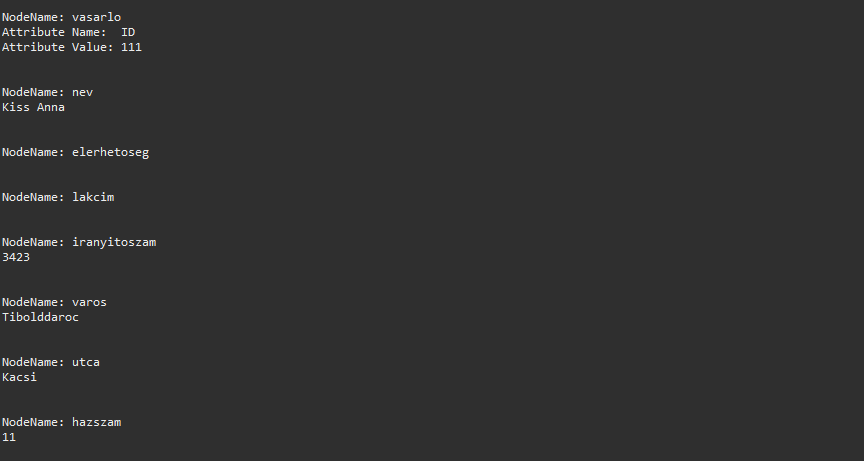 NodeName: vasarlo
Attribute Name:  ID
Attribute Value: 111
NodeName: nev
Kiss Anna
NodeName: elerhetoseg
NodeName: lakcim
NodeName: iranyitoszam
3423
NodeName: varos
Tibolddaroc
NodeName: utca
Kacsi
NodeName: hazszam
11